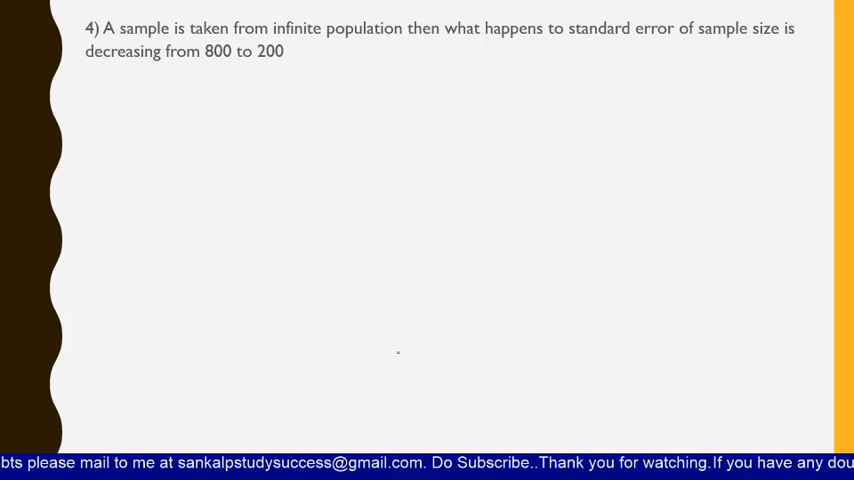 4) A sample is taken from infinite population then what happens to standard error of sample size is
decreasing from 800 to 200
bts please mail to me at sankalpstudysuccess@gmail.com. Do Subscribe..Thank you for watching.If you have any dou